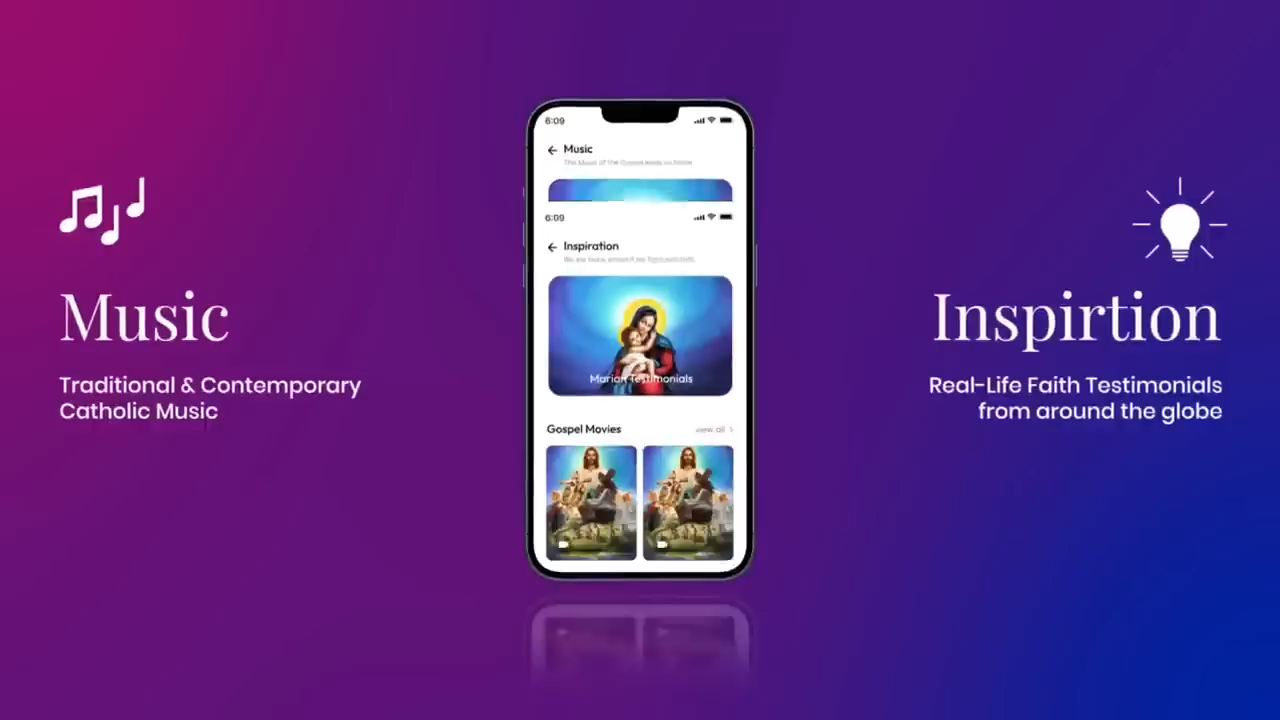 Music
Traditional & Contemporary
Catholic Music
6:09
Music
6:09
Inspiration
Marian Testimonials
Gospel Movies
view all
Inspirtion
Real-Life Faith Testimonials
from around the globe